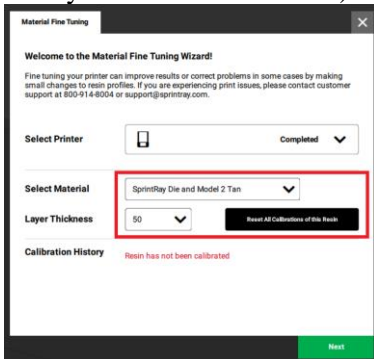 Material Fine Tuning
Welcome to the Material Fine Tuning Wizard!
Fine tuning your printer can improve results or correct problems in some cases by making
small changes to resin profiles. If you are experiencing print issues, please contact customer
support at 800-914-8004 or support@sprintray.com.
Select Printer
Completed
Select Material
SprintRay Die and Model 2 Tan
Layer Thickness
50
Reset All Calibrations of this Resin
Calibration History
Resin has not been calibrated
Next